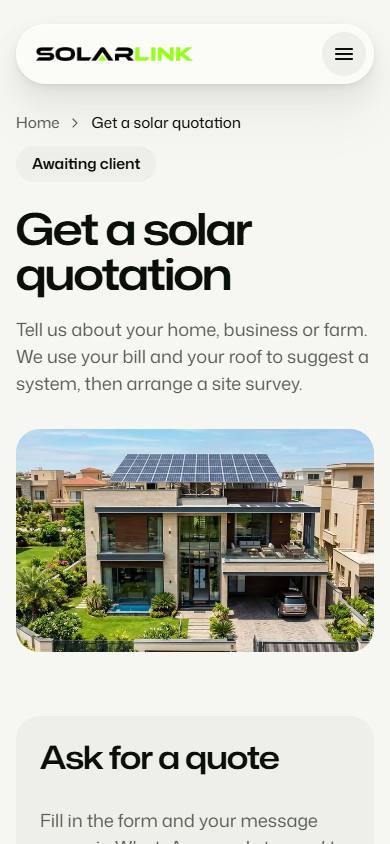 SOLARLINK
Home > Get a solar quotation
Awaiting client
Get a solar
quotation
Tell us about your home, business or farm.
We use your bill and your roof to suggest a
system, then arrange a site survey.
Ask for a quote
Fill in the form and your message